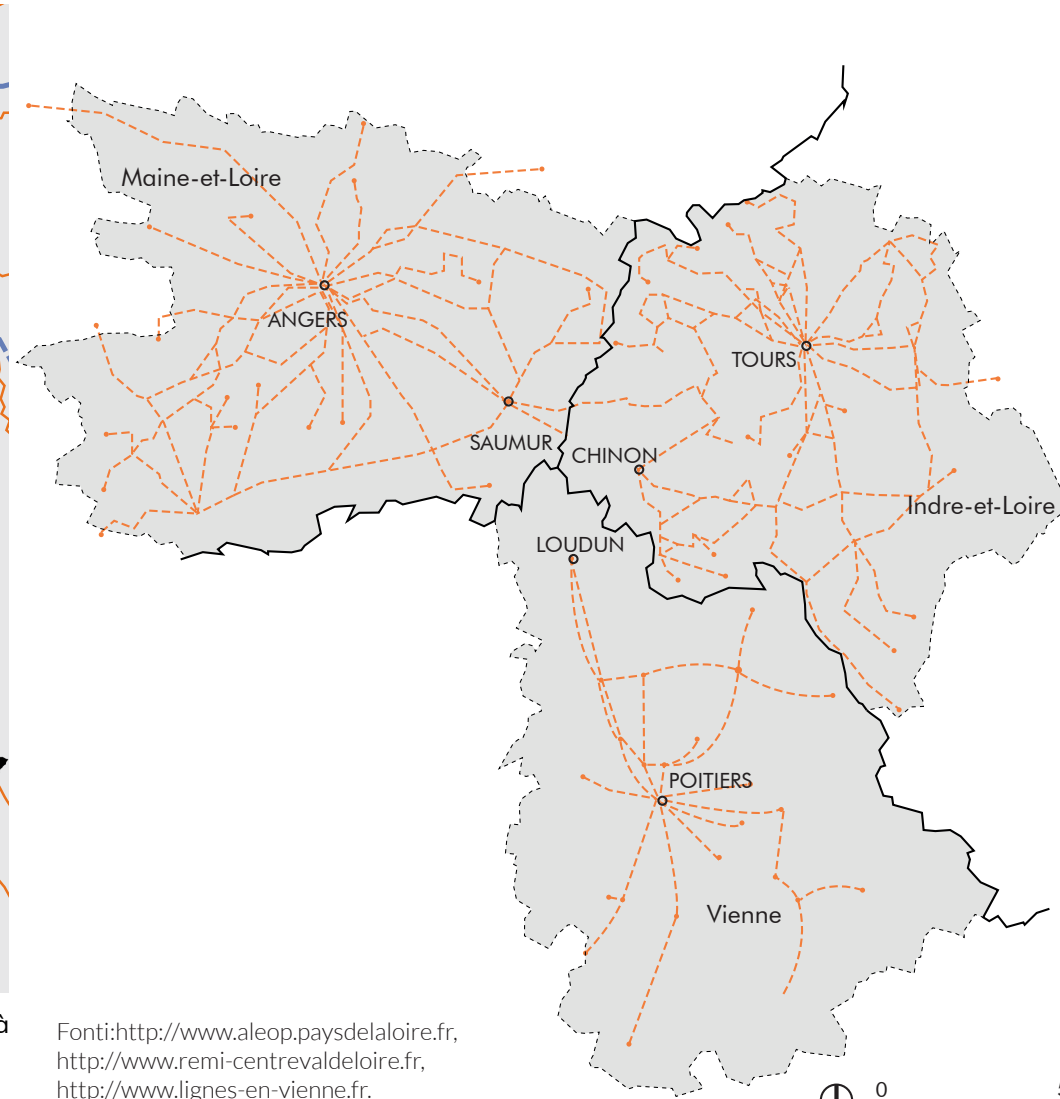 Maine-et-Loire
ANGERS
TOURS
SAUMUR
CHINON
Indre-et-Loire
LOUDUN
POITIERS
Vienne
à
Fonti:http://www.aleop.paysdelaloire.fr,
http://www.remi-centrevaldeloire.fr,
http://www.lignes-en-vienne.fr.
0